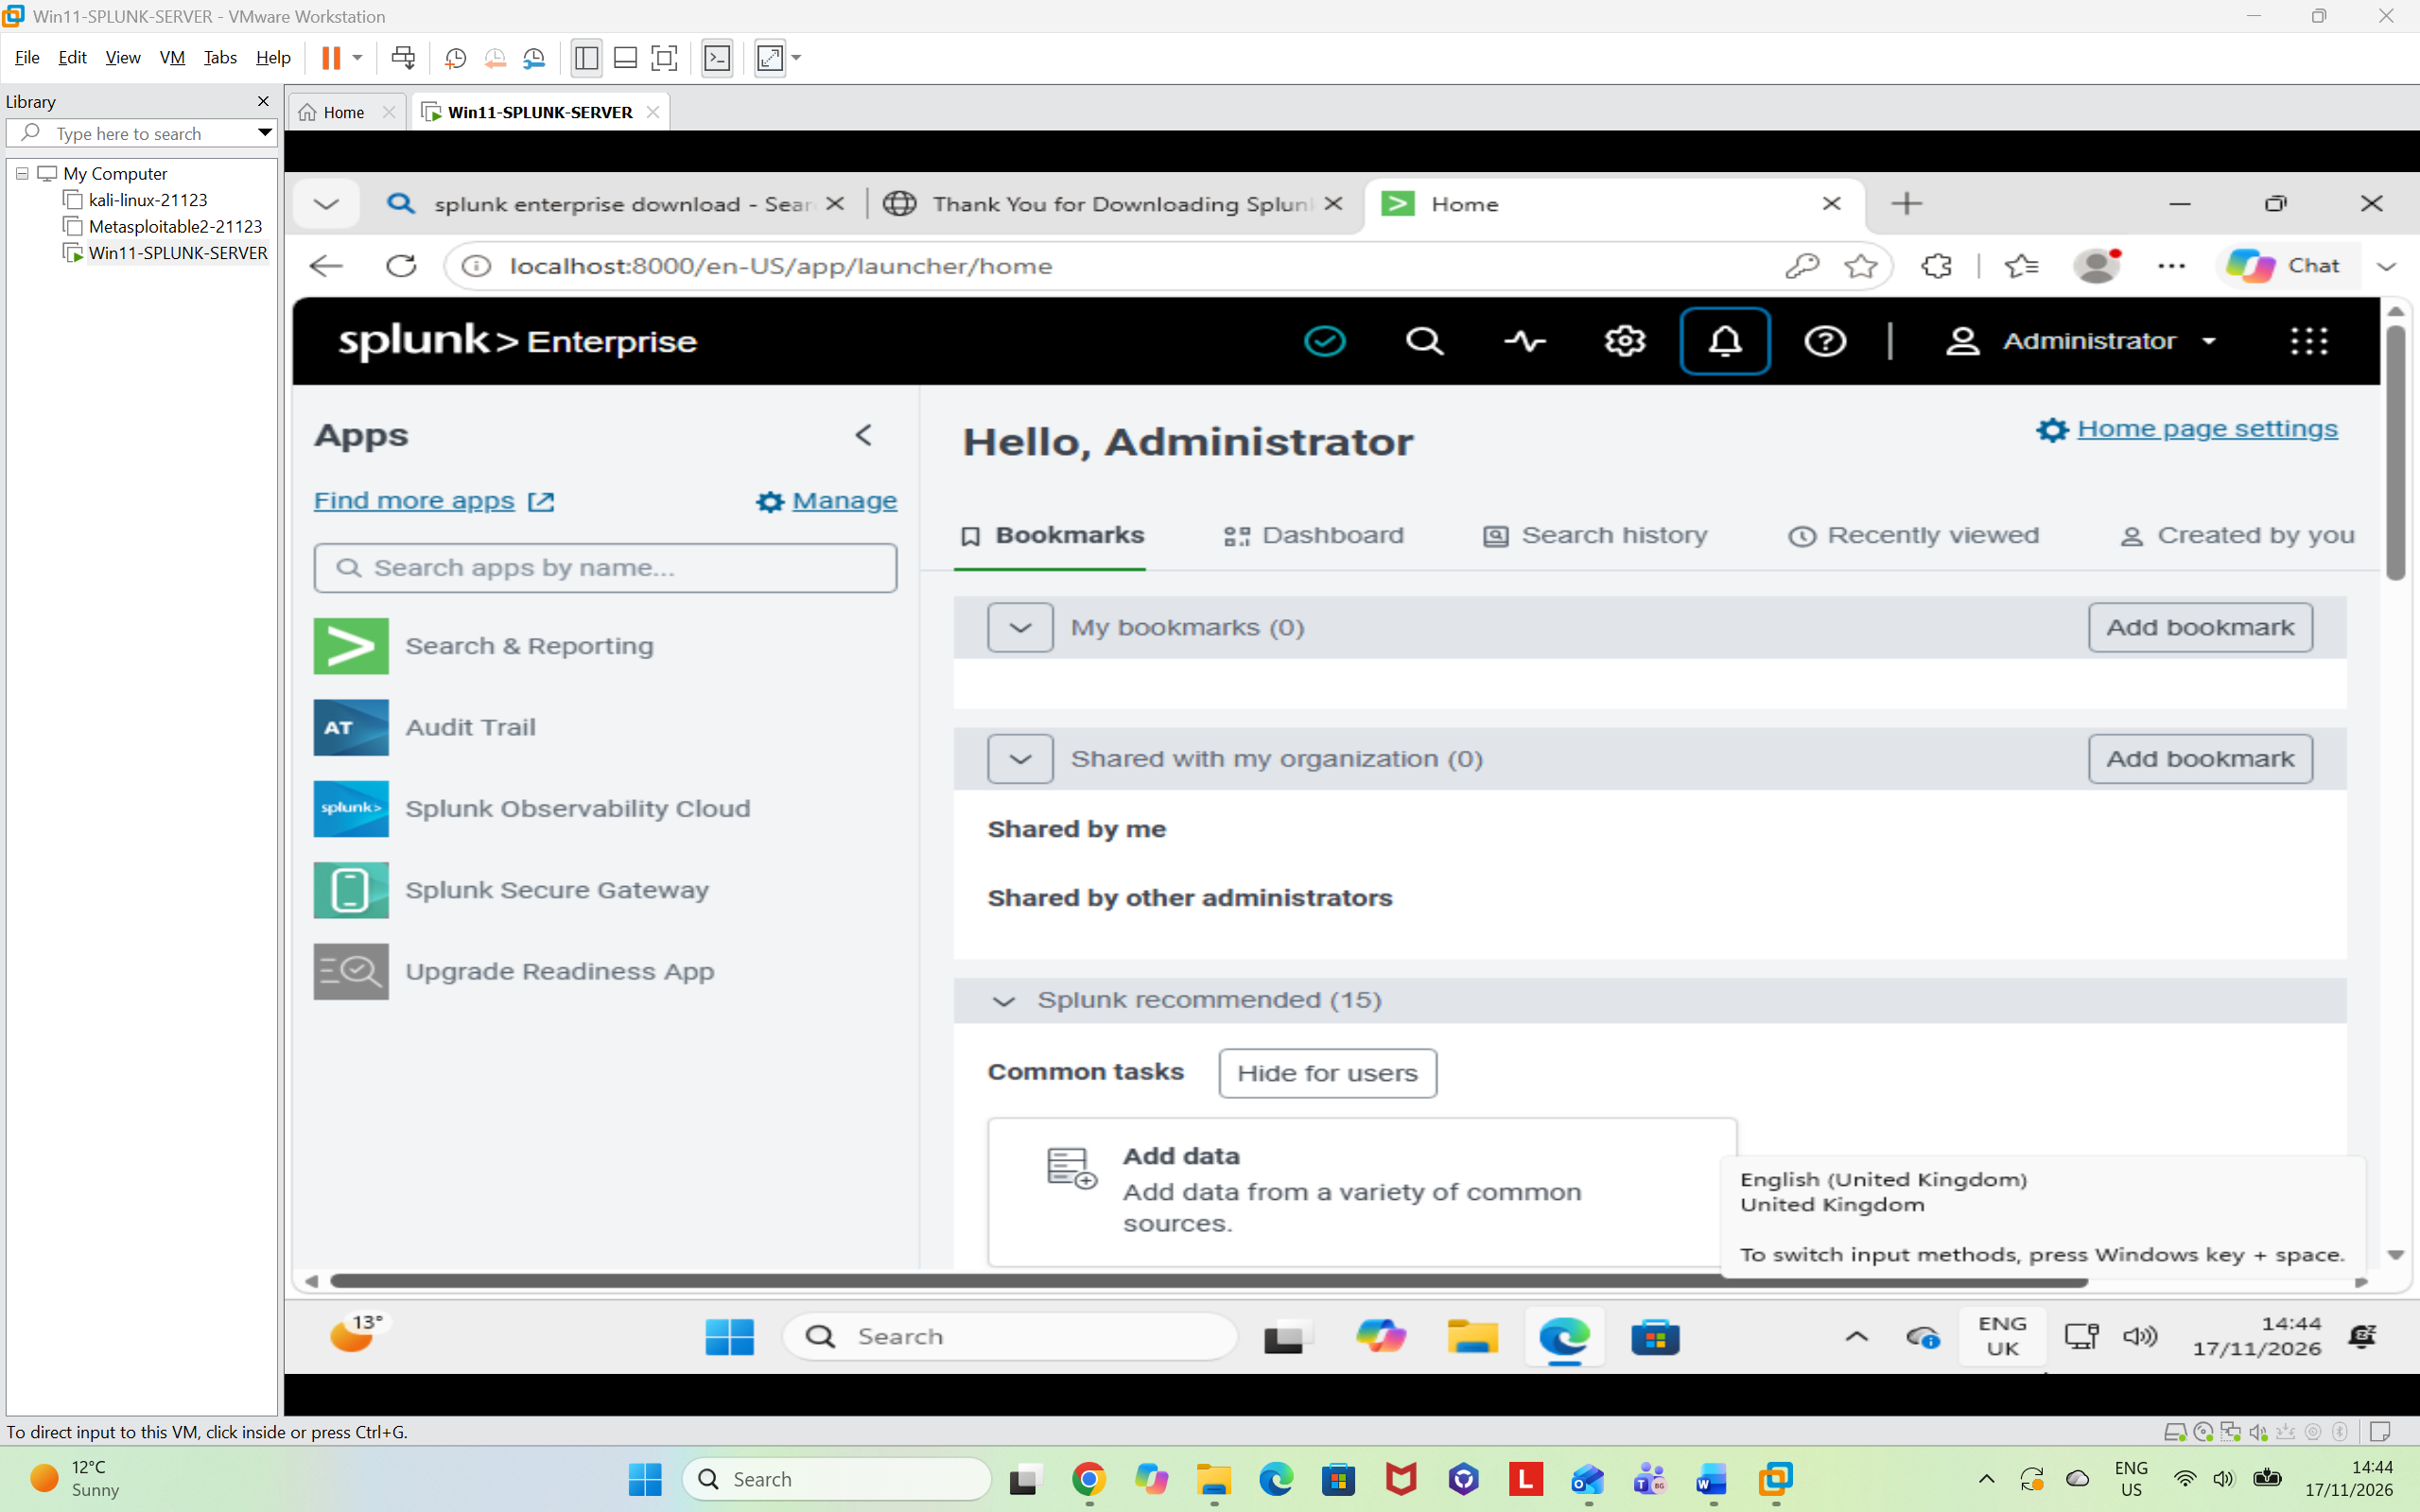 Win11-SPLUNK-SERVER - VMware Workstation
File Edit View VM Tabs Help
Library
Type here to search
My Computer
kali-linux-21123
Metasploitable2-21123
Win11-SPLUNK-SERVER
Home
Win11-SPLUNK-SERVER
splunk enterprise download - Sear
Thank You for Downloading Splun
Home
localhost:8000/en-US/app/launcher/home
Chat
splunk> Enterprise
Administrator
Apps
Find more apps
Manage
Search apps by name...
Search & Reporting
AT
Audit Trail
splunk>
Splunk Observability Cloud
Splunk Secure Gateway
Upgrade Readiness App
Hello, Administrator
Home page settings
Bookmarks
Dashboard
Search history
Recently viewed
Created by you
My bookmarks (0)
Add bookmark
Shared with my organization (0)
Add bookmark
Shared by me
Shared by other administrators
Splunk recommended (15)
Common tasks
Hide for users
Add data
Add data from a variety of common
sources.
English (United Kingdom)
United Kingdom
To switch input methods, press Windows key + space.
13°
Search
ENG
UK
14:44
17/11/2026
To direct input to this VM, click inside or press Ctrl+G.
12°C
Sunny
Search
ENG
US
14:44
17/11/2026